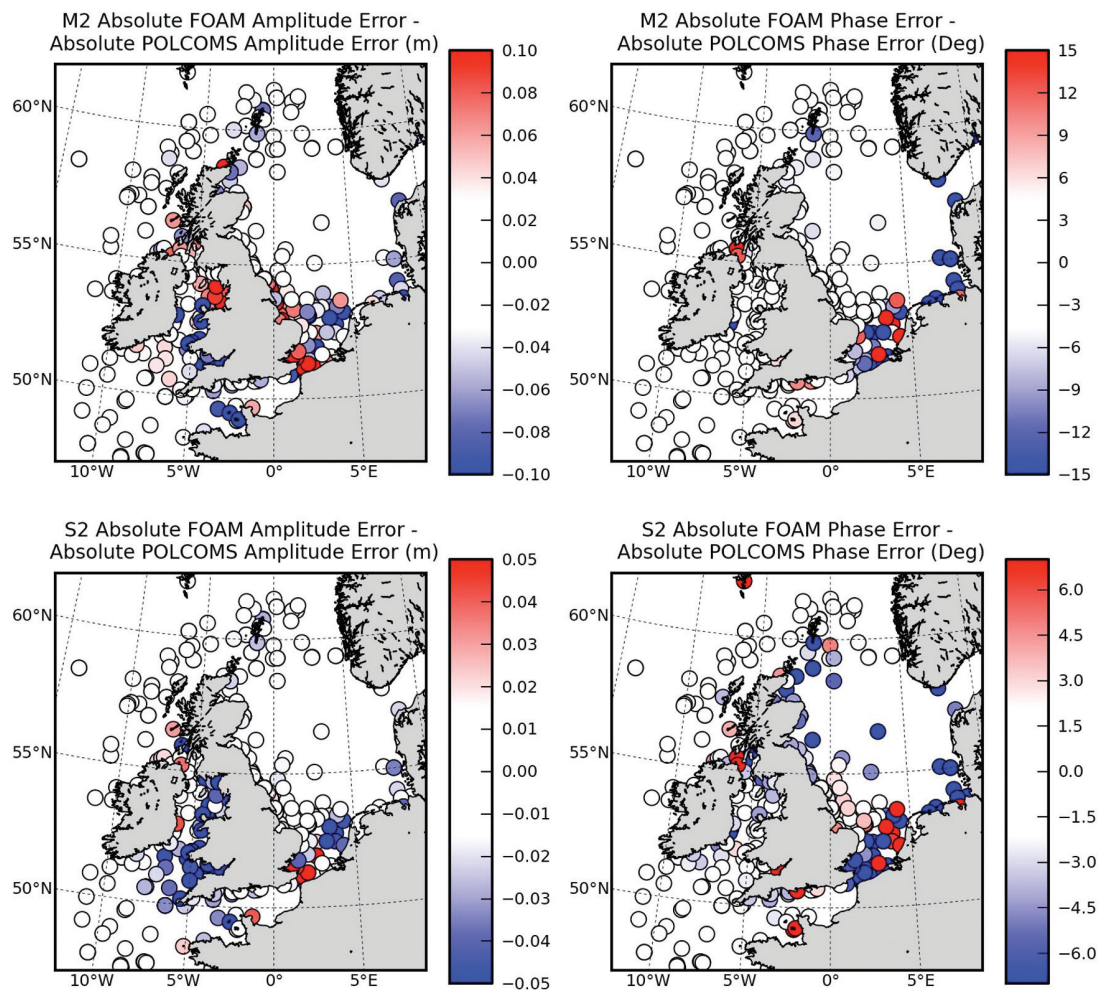 M2 Absolute FOAM Amplitude Error -
Absolute POLCOMS Amplitude Error (m)
0.10
0.08
0.06
0.04
0.02
0.00
−0.02
−0.04
−0.06
−0.08
−0.10
60°N
55°N
50°N
10°W
5°W
0°
5°E
M2 Absolute FOAM Phase Error -
Absolute POLCOMS Phase Error (Deg)
15
12
9
6
3
0
−3
−6
−9
−12
−15
60°N
55°N
50°N
10°W
5°W
0°
5°E
S2 Absolute FOAM Amplitude Error -
Absolute POLCOMS Amplitude Error (m)
0.05
0.04
0.03
0.02
0.01
0.00
−0.01
−0.02
−0.03
−0.04
−0.05
60°N
55°N
50°N
10°W
5°W
0°
5°E
S2 Absolute FOAM Phase Error -
Absolute POLCOMS Phase Error (Deg)
6.0
4.5
3.0
1.5
0.0
−1.5
−3.0
−4.5
−6.0
60°N
55°N
50°N
10°W
5°W
0°
5°E